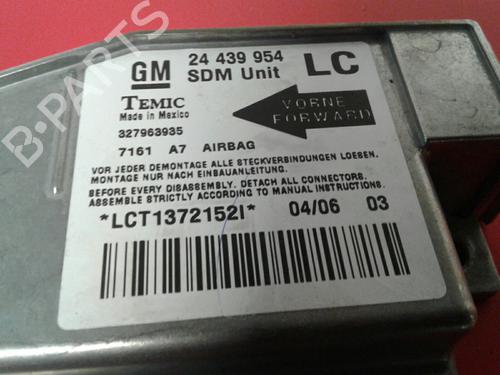 GM
24 439 954
SDM Unit
LC
TEMIC
Made in Mexico
327963935
VORNE
FORWARD
7161 A7 AIRBAG
VOR JEDER DEMONTAGE ALLE STECKVERBINDUNGEN LOESEN.
MONTAGE NUR NACH EINBAUANLEITUNG.
BEFORE EVERY DISASSEMBLY, DETACH ALL CONNECTORS.
ASSEMBLE STRICTLY ACCORDING TO MANUAL INSTRUCTIONS.
*LCT1372152I* 04/06 03
B-PARTS